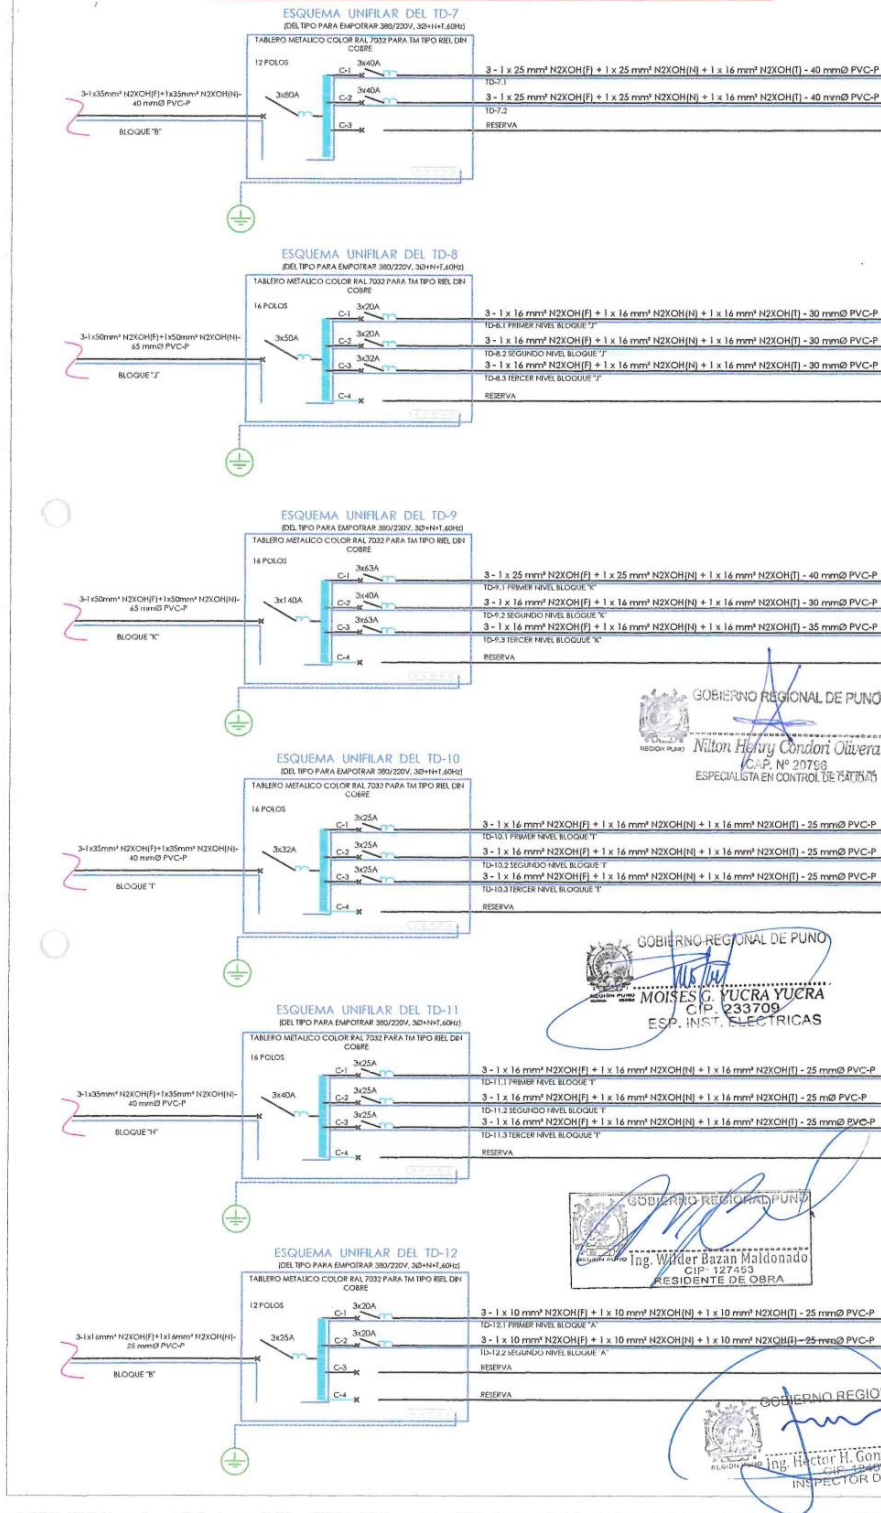 ESQUEMA UNIFILAR DEL TD-7
(DEL TIPO PARA EMPOTRAR 380/220V, 3Ø+N+T,60Hz)
TABLERO METALICO COLOR RAL 7032 PARA TM TIPO RIEL DIN
COBRE
12 POLOS
3-1x35mm² N2XOH(F)+1x35mm² N2XOH(N)-
40 mmØ PVC-P
BLOQUE "B"
3x80A
C-1
3x40A
3 - 1 x 25 mm² N2XOH(F) + 1 x 25 mm² N2XOH(N) + 1 x 16 mm² N2XOH(T) - 40 mmØ PVC-P
TD-7.1
C-2
3x40A
3 - 1 x 25 mm² N2XOH(F) + 1 x 25 mm² N2XOH(N) + 1 x 16 mm² N2XOH(T) - 40 mmØ PVC-P
TD-7.2
C-3
RESERVA
ESQUEMA UNIFILAR DEL TD-8
(DEL TIPO PARA EMPOTRAR 380/220V, 3Ø+N+T,60Hz)
TABLERO METALICO COLOR RAL 7032 PARA TM TIPO RIEL DIN
COBRE
16 POLOS
3-1x50mm² N2XOH(F)+1x50mm² N2XOH(N)-
65 mmØ PVC-P
BLOQUE "J"
3x50A
C-1
3x20A
3 - 1 x 16 mm² N2XOH(F) + 1 x 16 mm² N2XOH(N) + 1 x 16 mm² N2XOH(T) - 30 mmØ PVC-P
TD-8.1 PRIMER NIVEL BLOQUE "J"
C-2
3x20A
3 - 1 x 16 mm² N2XOH(F) + 1 x 16 mm² N2XOH(N) + 1 x 16 mm² N2XOH(T) - 30 mmØ PVC-P
TD-8.2 SEGUNDO NIVEL BLOQUE "J"
C-3
3x32A
3 - 1 x 16 mm² N2XOH(F) + 1 x 16 mm² N2XOH(N) + 1 x 16 mm² N2XOH(T) - 30 mmØ PVC-P
TD-8.3 TERCER NIVEL BLOQUUE "J"
C-4
RESERVA
ESQUEMA UNIFILAR DEL TD-9
(DEL TIPO PARA EMPOTRAR 380/220V, 3Ø+N+T,60Hz)
TABLERO METALICO COLOR RAL 7032 PARA TM TIPO RIEL DIN
COBRE
16 POLOS
3-1x50mm² N2XOH(F)+1x50mm² N2XOH(N)-
65 mmØ PVC-P
BLOQUE "K"
3x140A
C-1
3x63A
3 - 1 x 25 mm² N2XOH(F) + 1 x 25 mm² N2XOH(N) + 1 x 16 mm² N2XOH(T) - 40 mmØ PVC-P
TD-9.1 PRIMER NIVEL BLOQUE "K"
C-2
3x40A
3 - 1 x 16 mm² N2XOH(F) + 1 x 16 mm² N2XOH(N) + 1 x 16 mm² N2XOH(T) - 30 mmØ PVC-P
TD-9.2 SEGUNDO NIVEL BLOQUE "K"
C-3
3x63A
3 - 1 x 16 mm² N2XOH(F) + 1 x 16 mm² N2XOH(N) + 1 x 16 mm² N2XOH(T) - 35 mmØ PVC-P
TD-9.3 TERCER NIVEL BLOQUUE "K"
C-4
RESERVA
GOBIERNO REGIONAL DE PUNO
REGION PUNO
Nilton Henry Condori Olivera
CAP. Nº 20796
ESPECIALISTA EN CONTROL DE CALIDAD
ESQUEMA UNIFILAR DEL TD-10
(DEL TIPO PARA EMPOTRAR 380/220V, 3Ø+N+T,60Hz)
TABLERO METALICO COLOR RAL 7032 PARA TM TIPO RIEL DIN
COBRE
16 POLOS
3-1x35mm² N2XOH(F)+1x35mm² N2XOH(N)-
40 mmØ PVC-P
BLOQUE "I"
3x32A
C-1
3x25A
3 - 1 x 16 mm² N2XOH(F) + 1 x 16 mm² N2XOH(N) + 1 x 16 mm² N2XOH(T) - 25 mmØ PVC-P
TD-10.1 PRIMER NIVEL BLOQUE "I"
C-2
3x25A
3 - 1 x 16 mm² N2XOH(F) + 1 x 16 mm² N2XOH(N) + 1 x 16 mm² N2XOH(T) - 25 mmØ PVC-P
TD-10.2 SEGUNDO NIVEL BLOQUE "I"
C-3
3x25A
3 - 1 x 16 mm² N2XOH(F) + 1 x 16 mm² N2XOH(N) + 1 x 16 mm² N2XOH(T) - 25 mmØ PVC-P
TD-10.3 TERCER NIVEL BLOQUUE "I"
C-4
RESERVA
GOBIERNO REGIONAL DE PUNO
REGION PUNO
MOISES G. YUCRA YUCRA
CIP. 233709
ESP. INST. ELECTRICAS
ESQUEMA UNIFILAR DEL TD-11
(DEL TIPO PARA EMPOTRAR 380/220V, 3Ø+N+T,60Hz)
TABLERO METALICO COLOR RAL 7032 PARA TM TIPO RIEL DIN
COBRE
16 POLOS
3-1x35mm² N2XOH(F)+1x35mm² N2XOH(N)-
40 mmØ PVC-P
BLOQUE "H"
3x40A
C-1
3x25A
3 - 1 x 16 mm² N2XOH(F) + 1 x 16 mm² N2XOH(N) + 1 x 16 mm² N2XOH(T) - 25 mmØ PVC-P
TD-11.1 PRIMER NIVEL BLOQUE "I"
C-2
3x25A
3 - 1 x 16 mm² N2XOH(F) + 1 x 16 mm² N2XOH(N) + 1 x 16 mm² N2XOH(T) - 25 mØ PVC-P
TD-11.2 SEGUNDO NIVEL BLOQUE "I"
C-3
3x25A
3 - 1 x 16 mm² N2XOH(F) + 1 x 16 mm² N2XOH(N) + 1 x 16 mm² N2XOH(T) - 25 mmØ PVC-P
TD-11.3 TERCER NIVEL BLOQUUE "I"
C-4
RESERVA
GOBIERNO REGIONAL PUNO
REGION PUNO
Ing. Wilder Bazan Maldonado
CIP: 127453
RESIDENTE DE OBRA
ESQUEMA UNIFILAR DEL TD-12
(DEL TIPO PARA EMPOTRAR 380/220V, 3Ø+N+T,60Hz)
TABLERO METALICO COLOR RAL 7032 PARA TM TIPO RIEL DIN
COBRE
12 POLOS
3-1x16mm² N2XOH(F)+1x16mm² N2XOH(N)-
25 mmØ PVC-P
BLOQUE "B"
3x35A
C-1
3x20A
3 - 1 x 10 mm² N2XOH(F) + 1 x 10 mm² N2XOH(N) + 1 x 10 mm² N2XOH(T) - 25 mmØ PVC-P
TD-12.1 PRIMER NIVEL BLOQUE "A"
C-2
3x20A
3 - 1 x 10 mm² N2XOH(F) + 1 x 10 mm² N2XOH(N) + 1 x 10 mm² N2XOH(T) - 25 mmØ PVC-P
TD-12.2 SEGUNDO NIVEL BLOQUE "A"
C-3
RESERVA
C-4
RESERVA
GOBIERNO REGIO
REGION PUNO
Ing. Hector H. Gon
CIP.
INSPECTOR D